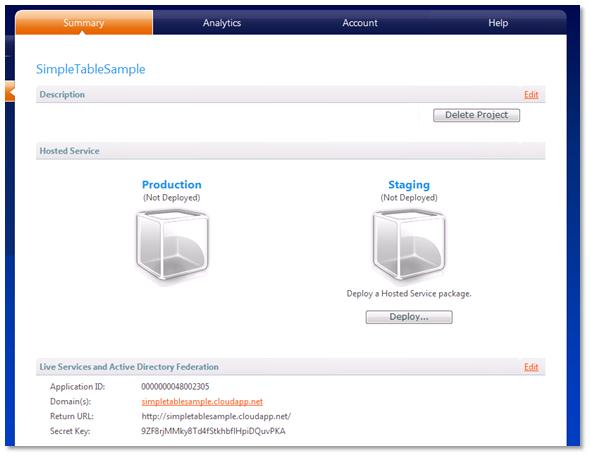 Summary Analytics Account Help
SimpleTableSample
Description Edit
Delete Project
Hosted Service
Production Staging
(Not Deployed) (Not Deployed)
Deploy a Hosted Service package.
Deploy...
Live Services and Active Directory Federation Edit
Application ID: 0000000048002305
Domain(s): simpletablesample.cloudapp.net
Return URL: http://simpletablesample.cloudapp.net/
Secret Key: 9ZF8rjMMky8Td4fStkhbfIHpiDQuvPKA